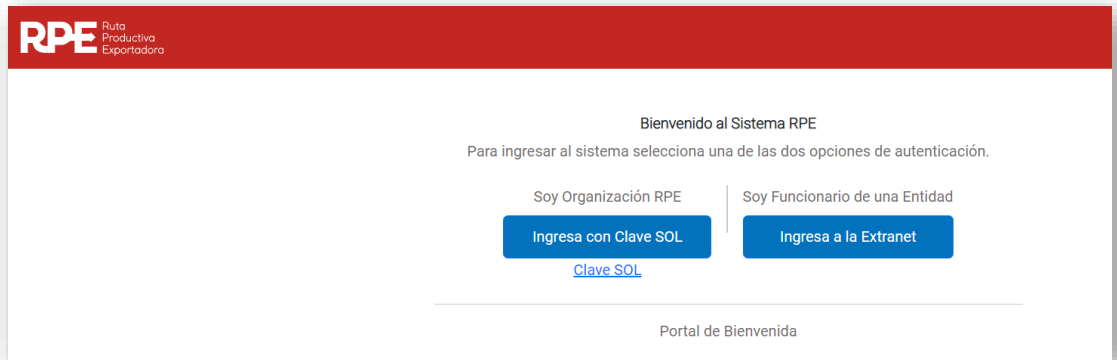 RPE
Ruta
Productiva
Exportadora
Bienvenido al Sistema RPE
Para ingresar al sistema selecciona una de las dos opciones de autenticación.
Soy Organización RPE
Soy Funcionario de una Entidad
Ingresa con Clave SOL
Ingresa a la Extranet
Clave SOL
Portal de Bienvenida